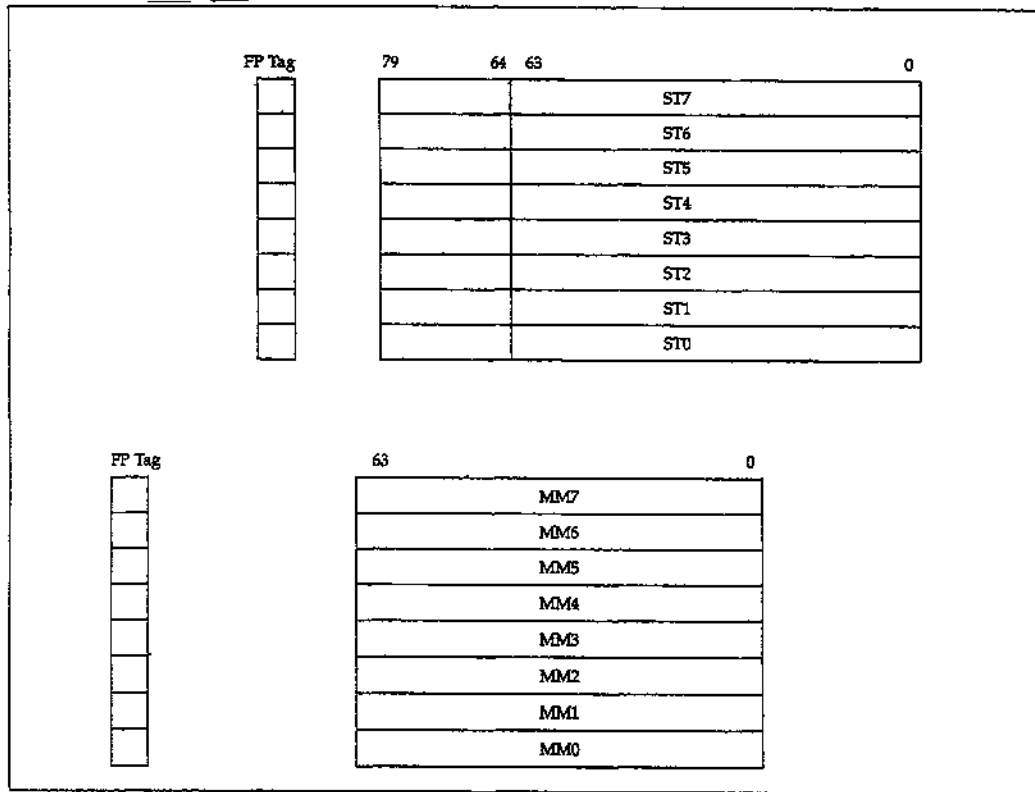 FP Tag 79 64 63 0
ST7
ST6
ST5
ST4
ST3
ST2
ST1
ST0
FP Tag 63 0
MM7
MM6
MM5
MM4
MM3
MM2
MM1
MM0